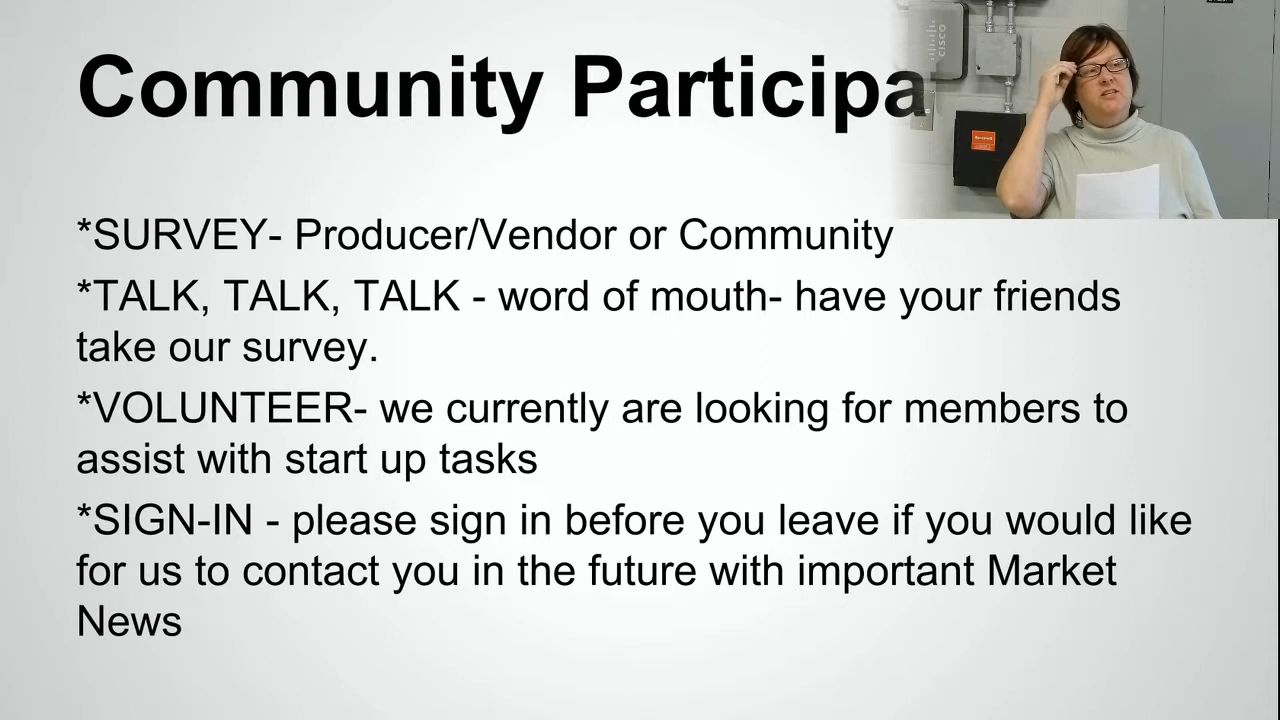 Community Participa
*SURVEY- Producer/Vendor or Community
*TALK, TALK, TALK - word of mouth- have your friends
take our survey.
*VOLUNTEER- we currently are looking for members to
assist with start up tasks
*SIGN-IN - please sign in before you leave if you would like
for us to contact you in the future with important Market
News
CISCO